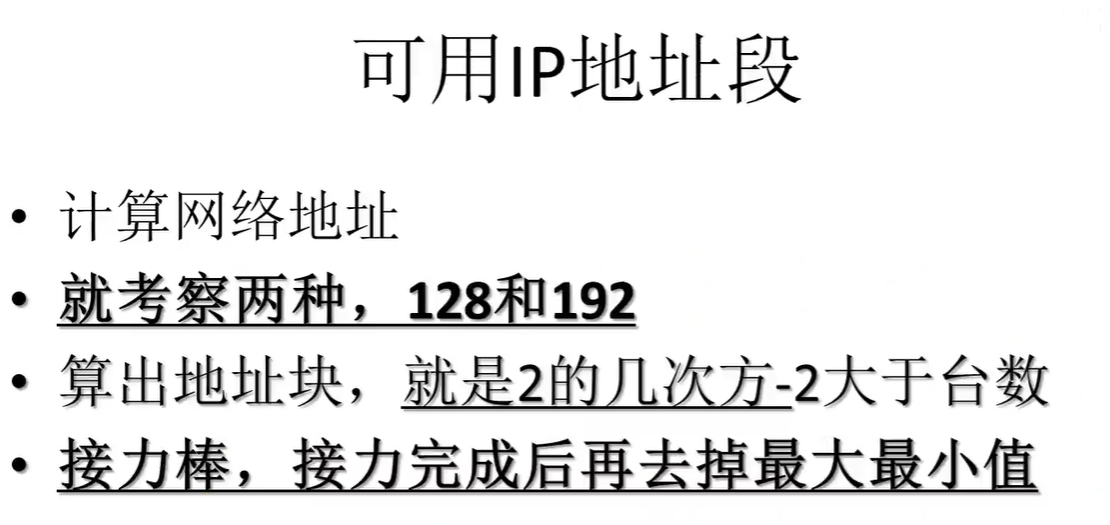 可用IP地址段
• 计算网络地址
• 就考察两种，128和192
• 算出地址块，就是2的几次方-2大于台数
• 接力棒，接力完成后再去掉最大最小值